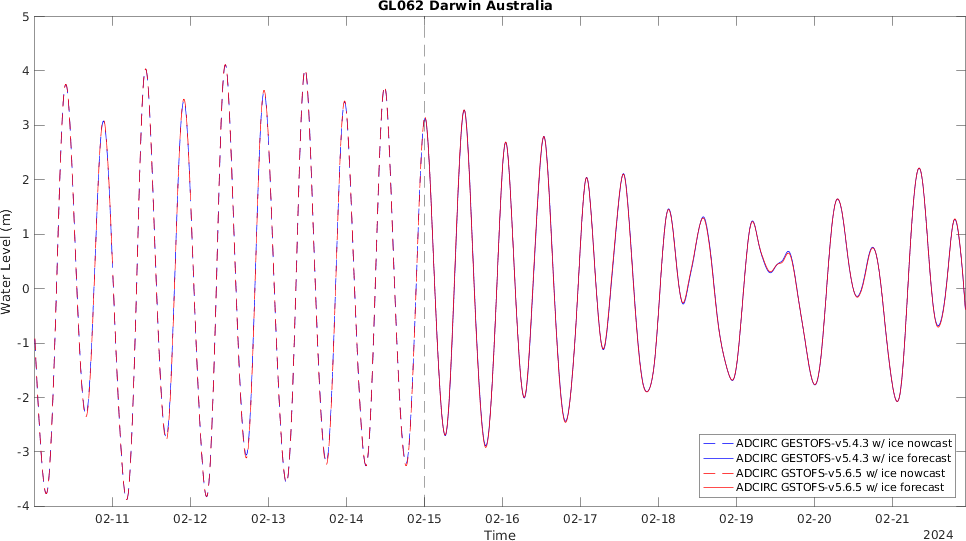 GL062 Darwin Australia
5
4
3
2
1
0
-1
-2
-3
-4
Water Level (m)
02-11 02-12 02-13 02-14 02-15 02-16 02-17 02-18 02-19 02-20 02-21
Time
2024
ADCIRC GESTOFS-v5.4.3 w/ ice nowcast
ADCIRC GESTOFS-v5.4.3 w/ ice forecast
ADCIRC GSTOFS-v5.6.5 w/ ice nowcast
ADCIRC GSTOFS-v5.6.5 w/ ice forecast